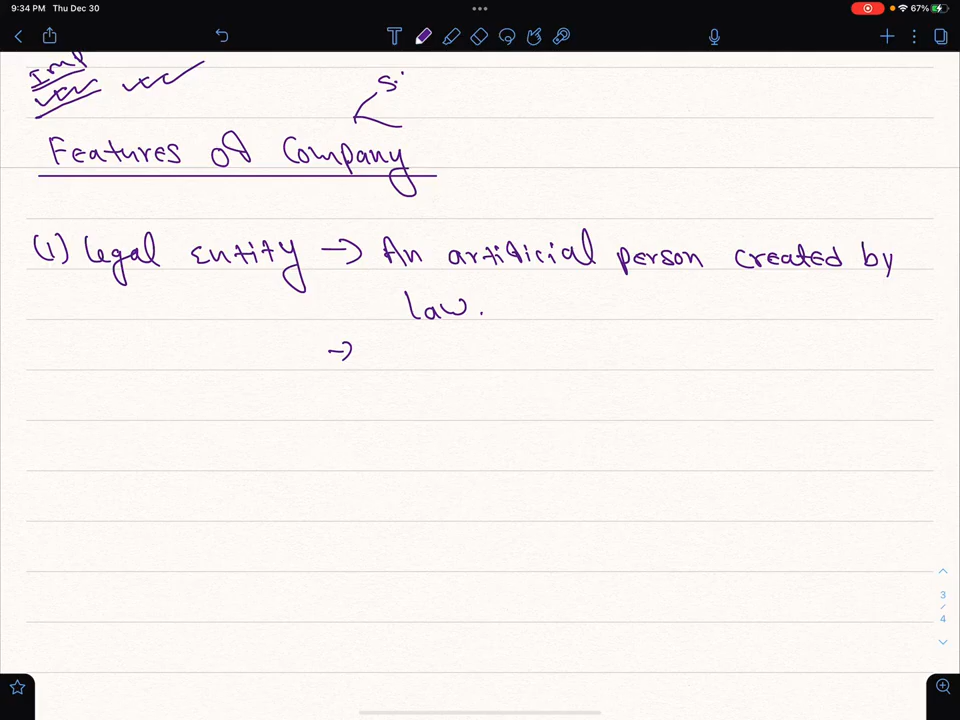 9:34 PM Thu Dec 30
67%
Imp
Si
Features of Company
(1) Legal Entity → An artificial person created by
law.
→
3
/
4